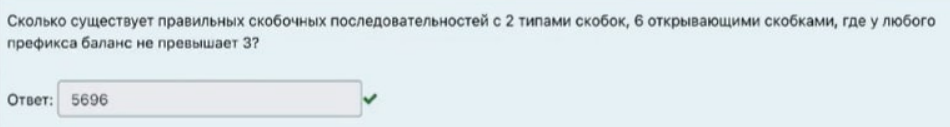 Сколько существует правильных скобочных последовательностей с 2 типами скобок, 6 открывающими скобками, где у любого
префикса баланс не превышает 3?
Ответ: 5696